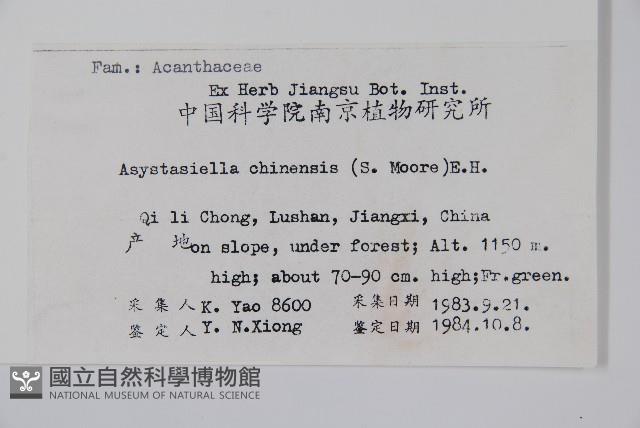 Fam.: Acanthaceae
Ex Herb Jiangsu Bot. Inst.
中国科学院南京植物研究所
Asystasiella chinensis (S. Moore)E.H.
Qi li Chong, Lushan, Jiangxi, China
产 地on slope, under forest; Alt. 1150 m.
high; about 70-90 cm. high;Fr.green.
采集人 K. Yao 8600 采集日期 1983.9.21.
鉴定人 Y. N.Xiong 鉴定日期 1984.10.8.
國立自然科學博物館
NATIONAL MUSEUM OF NATURAL SCIENCE